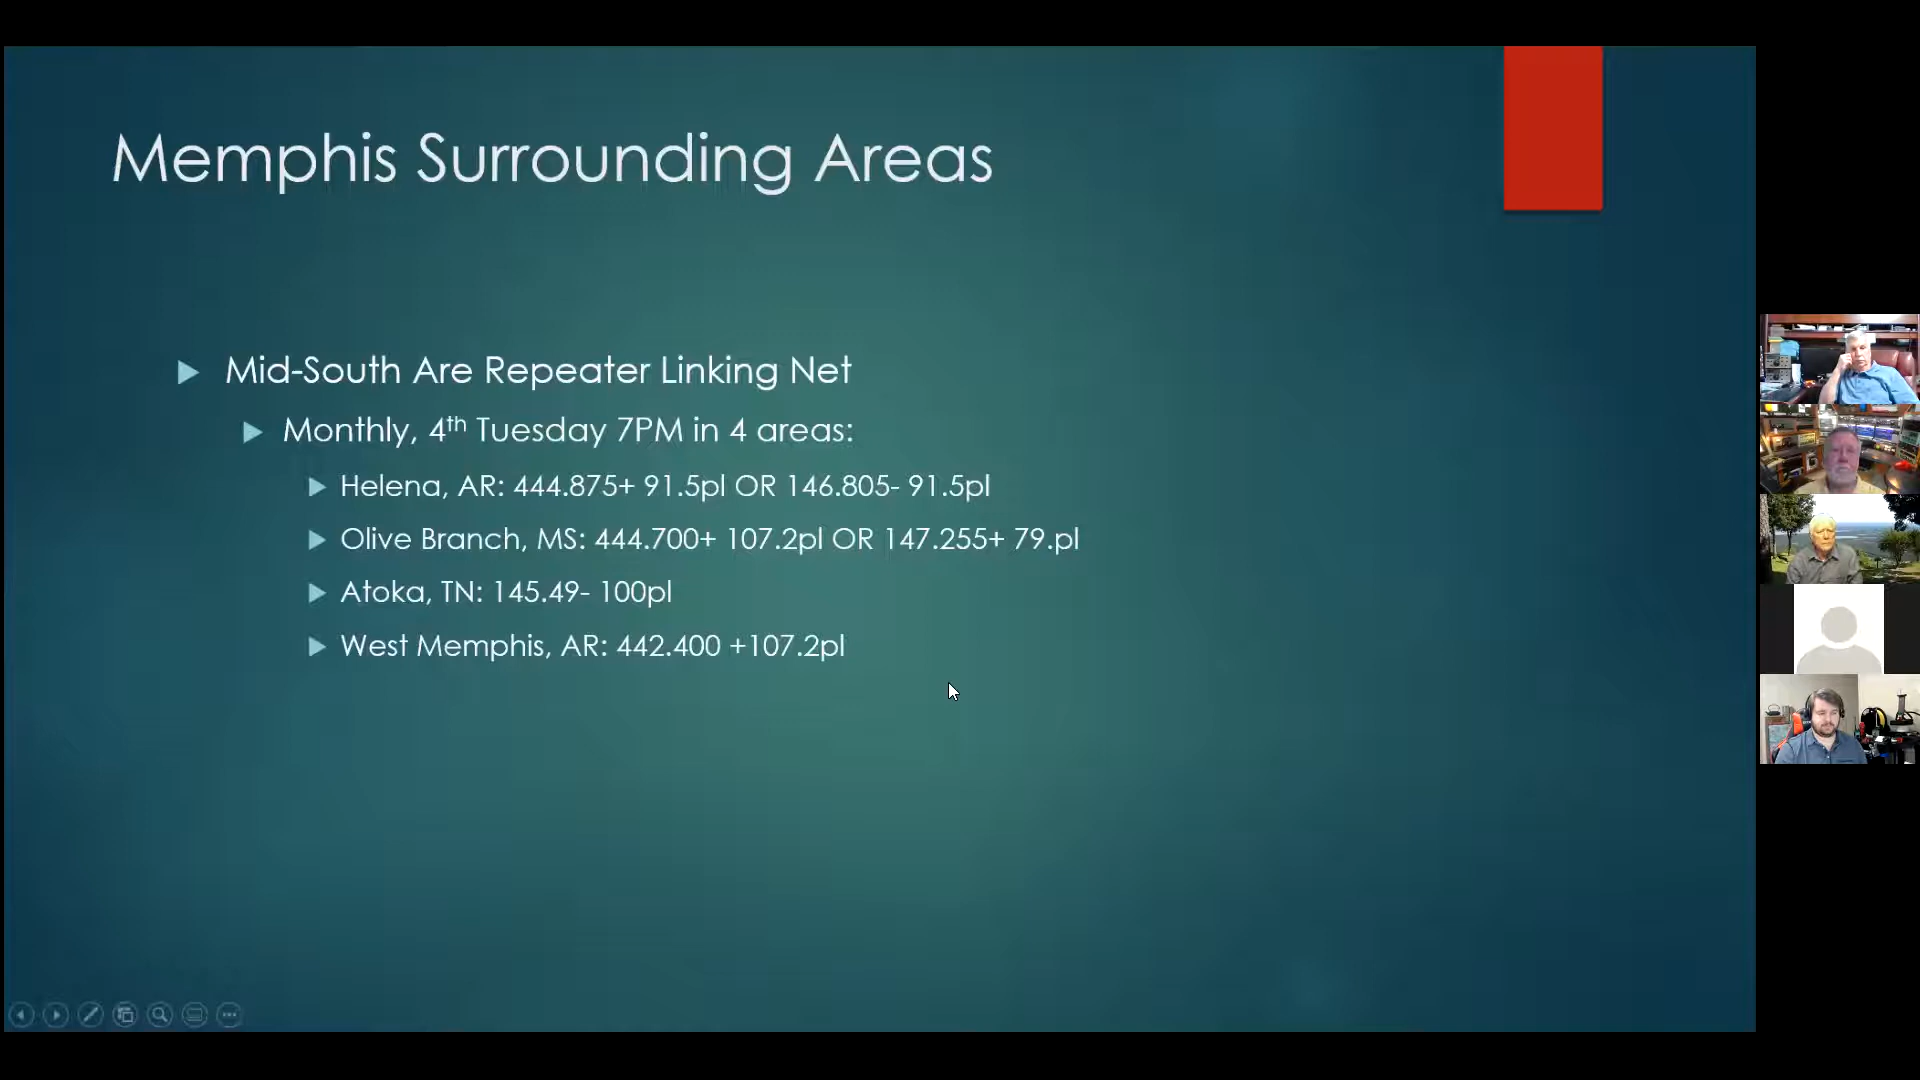 Memphis Surrounding Areas
Mid-South Are Repeater Linking Net
Monthly, 4th Tuesday 7PM in 4 areas:
Helena, AR: 444.875+ 91.5pl OR 146.805- 91.5pl
Olive Branch, MS: 444.700+ 107.2pl OR 147.255+ 79.pl
Atoka, TN: 145.49- 100pl
West Memphis, AR: 442.400 +107.2pl